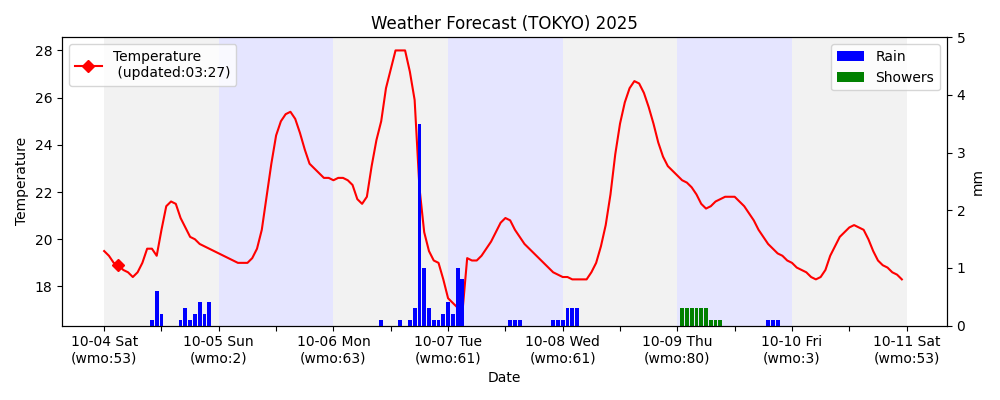 Weather Forecast (TOKYO) 2025
Temperature
(updated:03:27)
Rain
Showers
28
26
24
22
20
18
Temperature
5
4
3
2
1
0
mm
10-04 Sat
(wmo:53)
10-05 Sun
(wmo:2)
10-06 Mon
(wmo:63)
10-07 Tue
(wmo:61)
10-08 Wed
(wmo:61)
10-09 Thu
(wmo:80)
10-10 Fri
(wmo:3)
10-11 Sat
(wmo:53)
Date